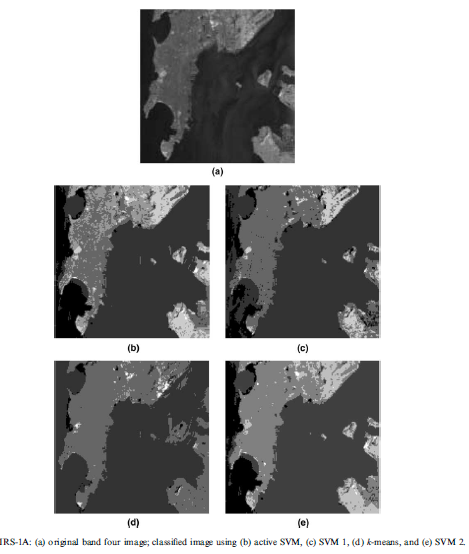 (a)
(b)
(c)
(d)
(e)
IRS-1A: (a) original band four image; classified image using (b) active SVM, (c) SVM 1, (d) k-means, and (e) SVM 2.